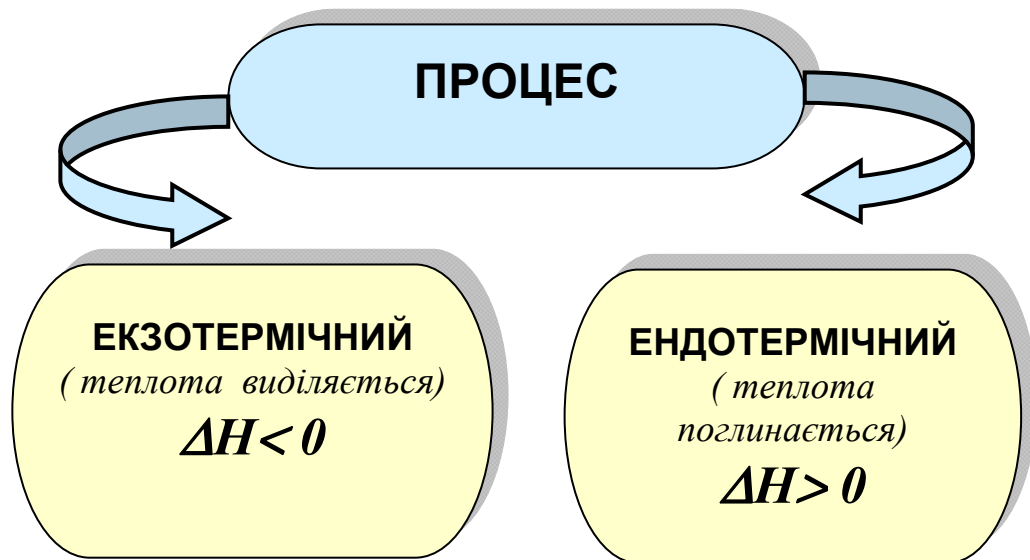 ПРОЦЕС
ЕКЗОТЕРМІЧНИЙ
( теплота виділяється)
ΔH< 0
ЕНДОТЕРМІЧНИЙ
( теплота
поглинається)
ΔH> 0